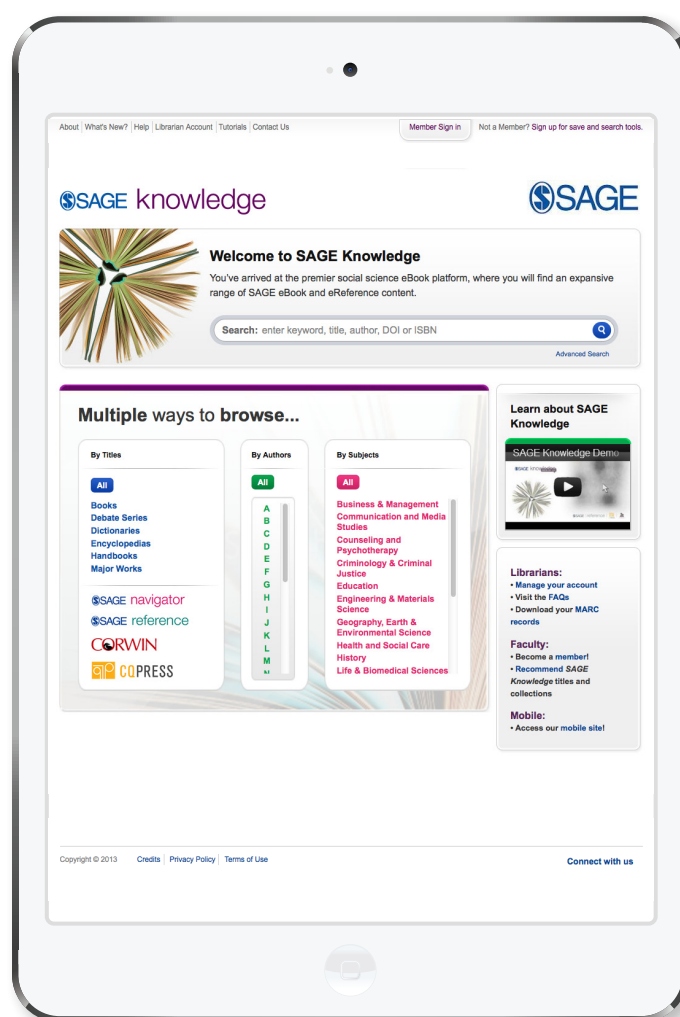 About What's New? Help Librarian Account Tutorials Contact Us
Member Sign in Not a Member? Sign up for save and search tools.
SAGE knowledge
SAGE
Welcome to SAGE Knowledge
You've arrived at the premier social science eBook platform, where you will find an expansive
range of SAGE eBook and eReference content.
Search: enter keyword, title, author, DOI or ISBN
Advanced Search
Multiple ways to browse...
By Titles
All
Books
Debate Series
Dictionaries
Encyclopedias
Handbooks
Major Works
SAGE navigator
SAGE reference
CORWIN
CQPRESS
By Authors
All
A
B
C
D
E
F
G
H
I
J
K
L
M
N
By Subjects
All
Business & Management
Communication and Media
Studies
Counseling and
Psychotherapy
Criminology & Criminal
Justice
Education
Engineering & Materials
Science
Geography, Earth &
Environmental Science
Health and Social Care
History
Life & Biomedical Sciences
Learn about SAGE
Knowledge
SAGE Knowledge Demo
Librarians:
• Manage your account
• Visit the FAQs
• Download your MARC
records
Faculty:
• Become a member!
• Recommend SAGE
Knowledge titles and
collections
Mobile:
• Access our mobile site!
Copyright © 2013 Credits Privacy Policy Terms of Use
Connect with us